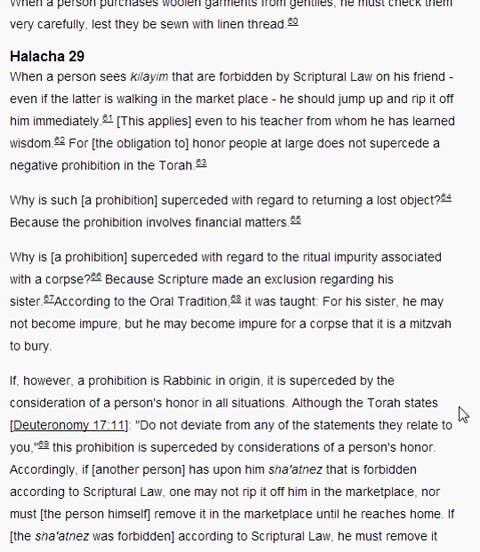 When a person purchases woolen garments from gentiles, he must check them
very carefully, lest they be sewn with linen thread.60
Halacha 29
When a person sees kilayim that are forbidden by Scriptural Law on his friend -
even if the latter is walking in the market place - he should jump up and rip it off
him immediately.61 [This applies] even to his teacher from whom he has learned
wisdom.62 For [the obligation to] honor people at large does not supercede a
negative prohibition in the Torah.63
Why is such [a prohibition] superceded with regard to returning a lost object?64
Because the prohibition involves financial matters.65
Why is [a prohibition] superceded with regard to the ritual impurity associated
with a corpse?66 Because Scripture made an exclusion regarding his
sister.67According to the Oral Tradition,68 it was taught: For his sister, he may
not become impure, but he may become impure for a corpse that it is a mitzvah
to bury.
If, however, a prohibition is Rabbinic in origin, it is superceded by the
consideration of a person's honor in all situations. Although the Torah states
[Deuteronomy 17:11]: "Do not deviate from any of the statements they relate to
you,"69 this prohibition is superceded by considerations of a person's honor.
Accordingly, if [another person] has upon him sha'atnez that is forbidden
according to Scriptural Law, one may not rip it off him in the marketplace, nor
must [the person himself] remove it in the marketplace until he reaches home. If
[the sha'atnez was forbidden] according to Scriptural Law, he must remove it